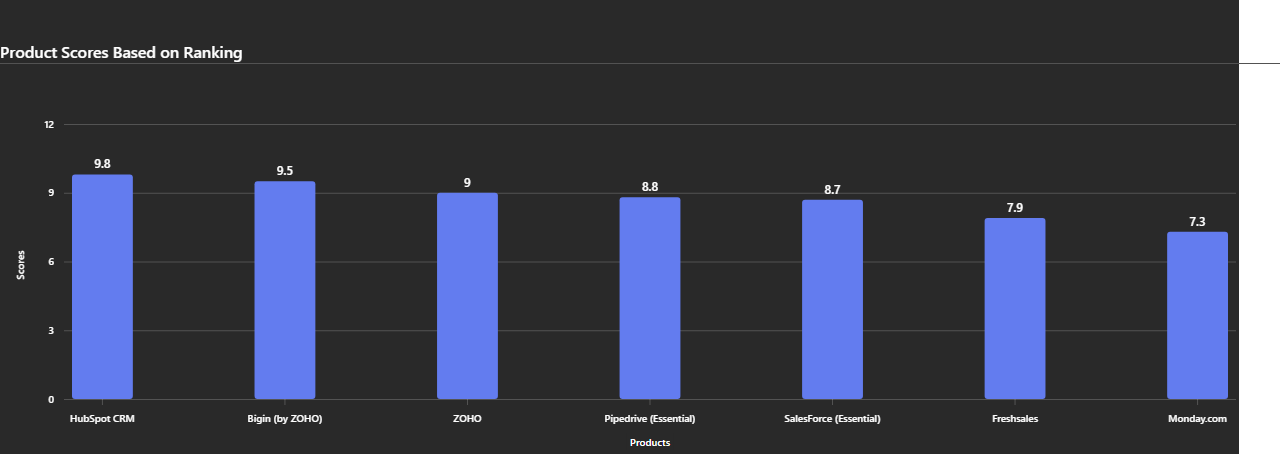 Product Scores Based on Ranking
12
9
6
3
0
Scores
9.8
9.5
9
8.8
8.7
7.9
7.3
HubSpot CRM
Bigin (by ZOHO)
ZOHO
Pipedrive (Essential)
SalesForce (Essential)
Freshsales
Monday.com
Products